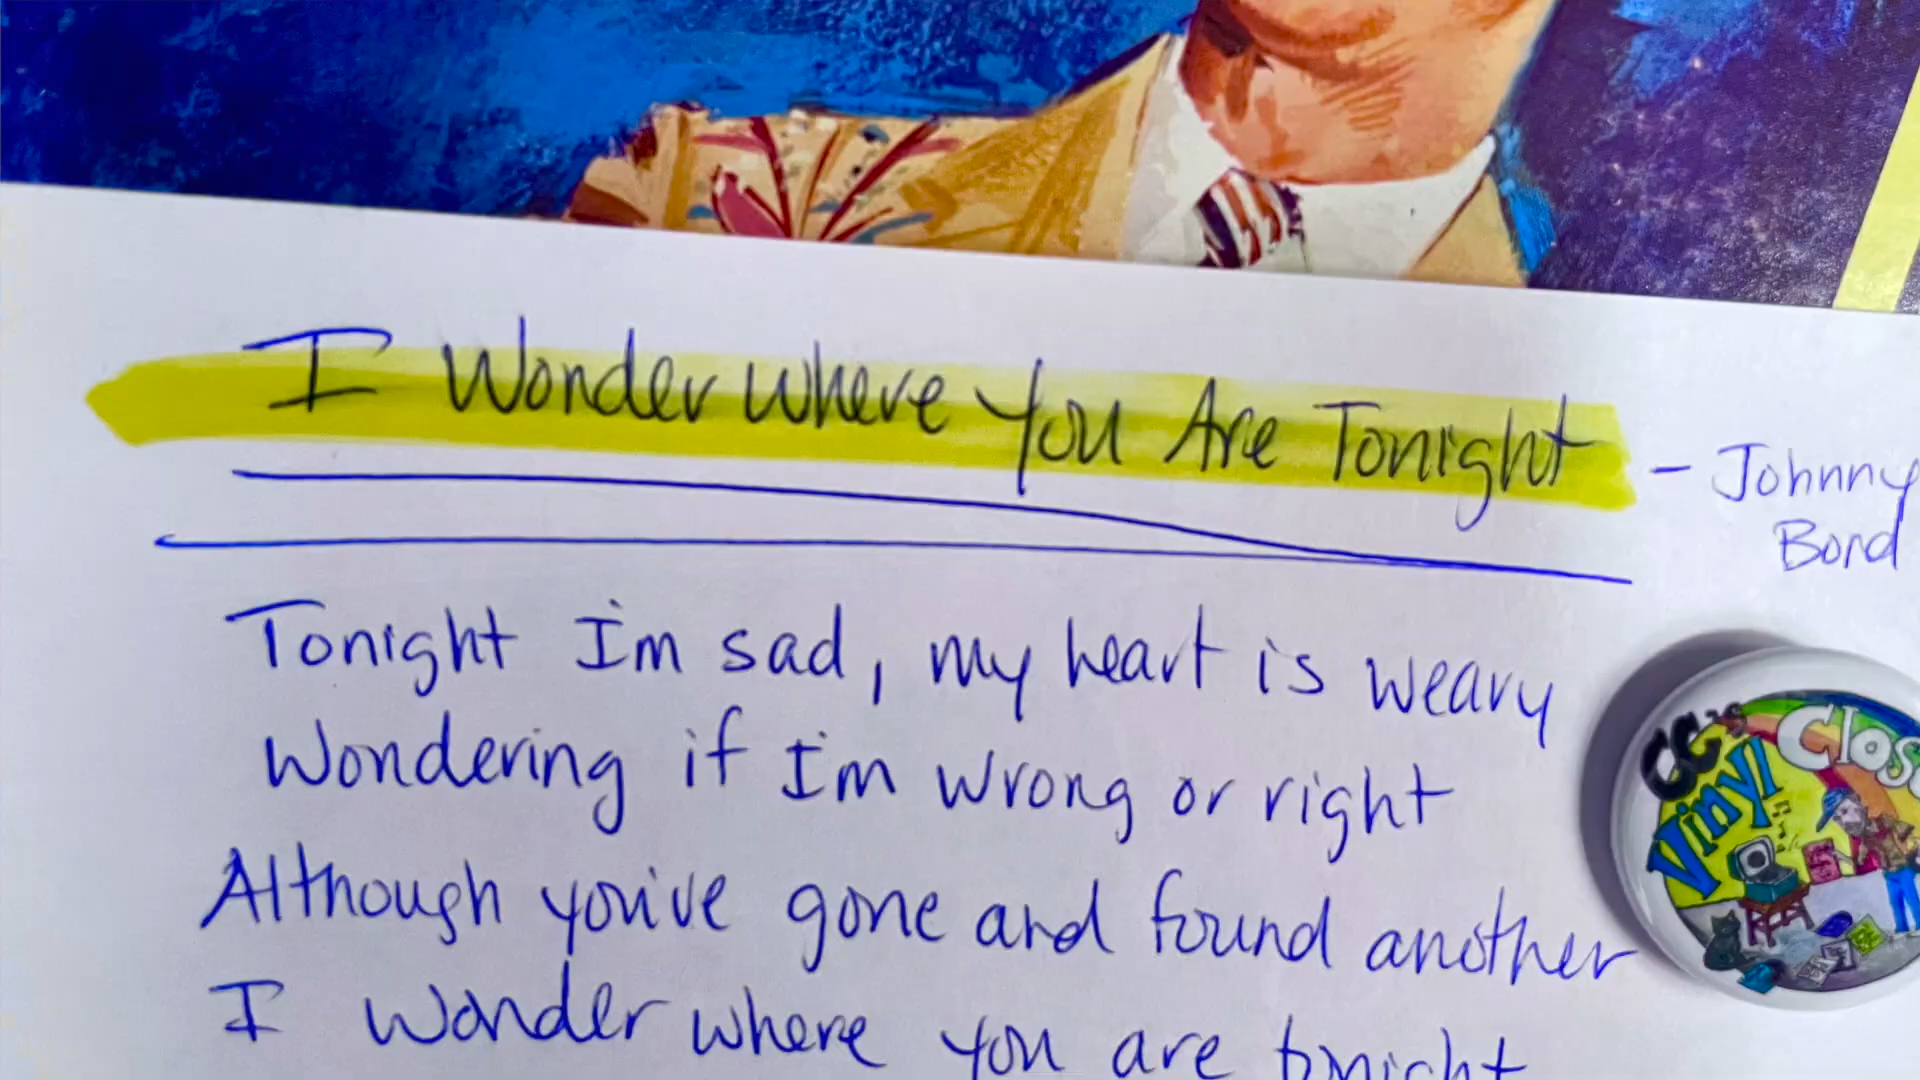 I Wonder Where You Are Tonight
- Johnny
Bond
Tonight I'm sad, my heart is weary
Wondering if I'm wrong or right
Although you've gone and found another
I wonder where you are tonight
CC's
Vinyl
Clos